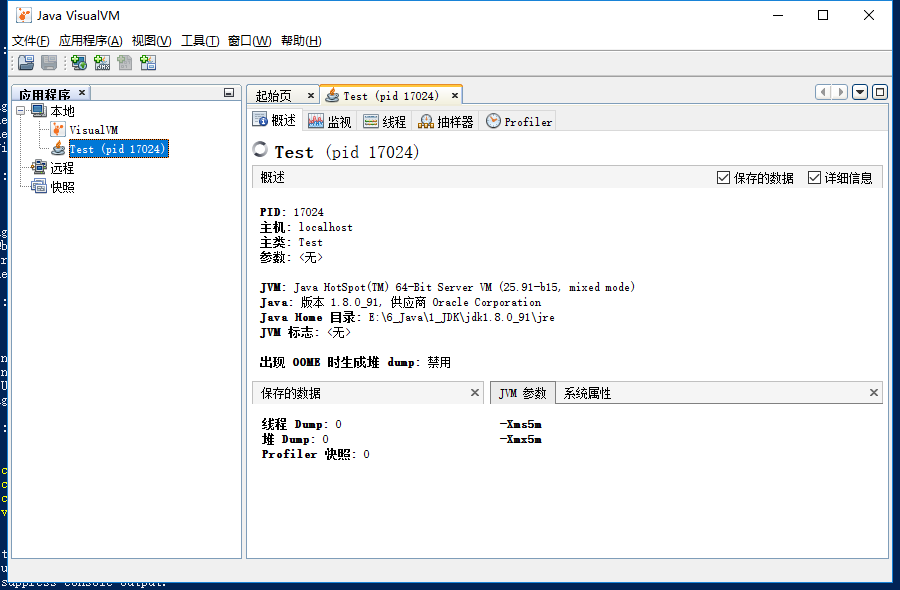 Java VisualVM
文件(F) 应用程序(A) 视图(V) 工具(T) 窗口(W) 帮助(H)
应用程序
本地
VisualVM
Test (pid 17024)
远程
快照
起始页 Test (pid 17024)
概述 监视 线程 抽样器 Profiler
Test (pid 17024)
概述 保存的数据 详细信息
PID: 17024
主机: localhost
主类: Test
参数: <无>
JVM: Java HotSpot(TM) 64-Bit Server VM (25.91-b15, mixed mode)
Java: 版本 1.8.0_91, 供应商 Oracle Corporation
Java Home 目录: E:\6_Java\1_JDK\jdk1.8.0_91\jre
JVM 标志: <无>
出现 OOME 时生成堆 dump: 禁用
保存的数据 JVM 参数 系统属性
线程 Dump: 0 -Xms5m
堆 Dump: 0 -Xmx5m
Profiler 快照: 0
suppress console output.